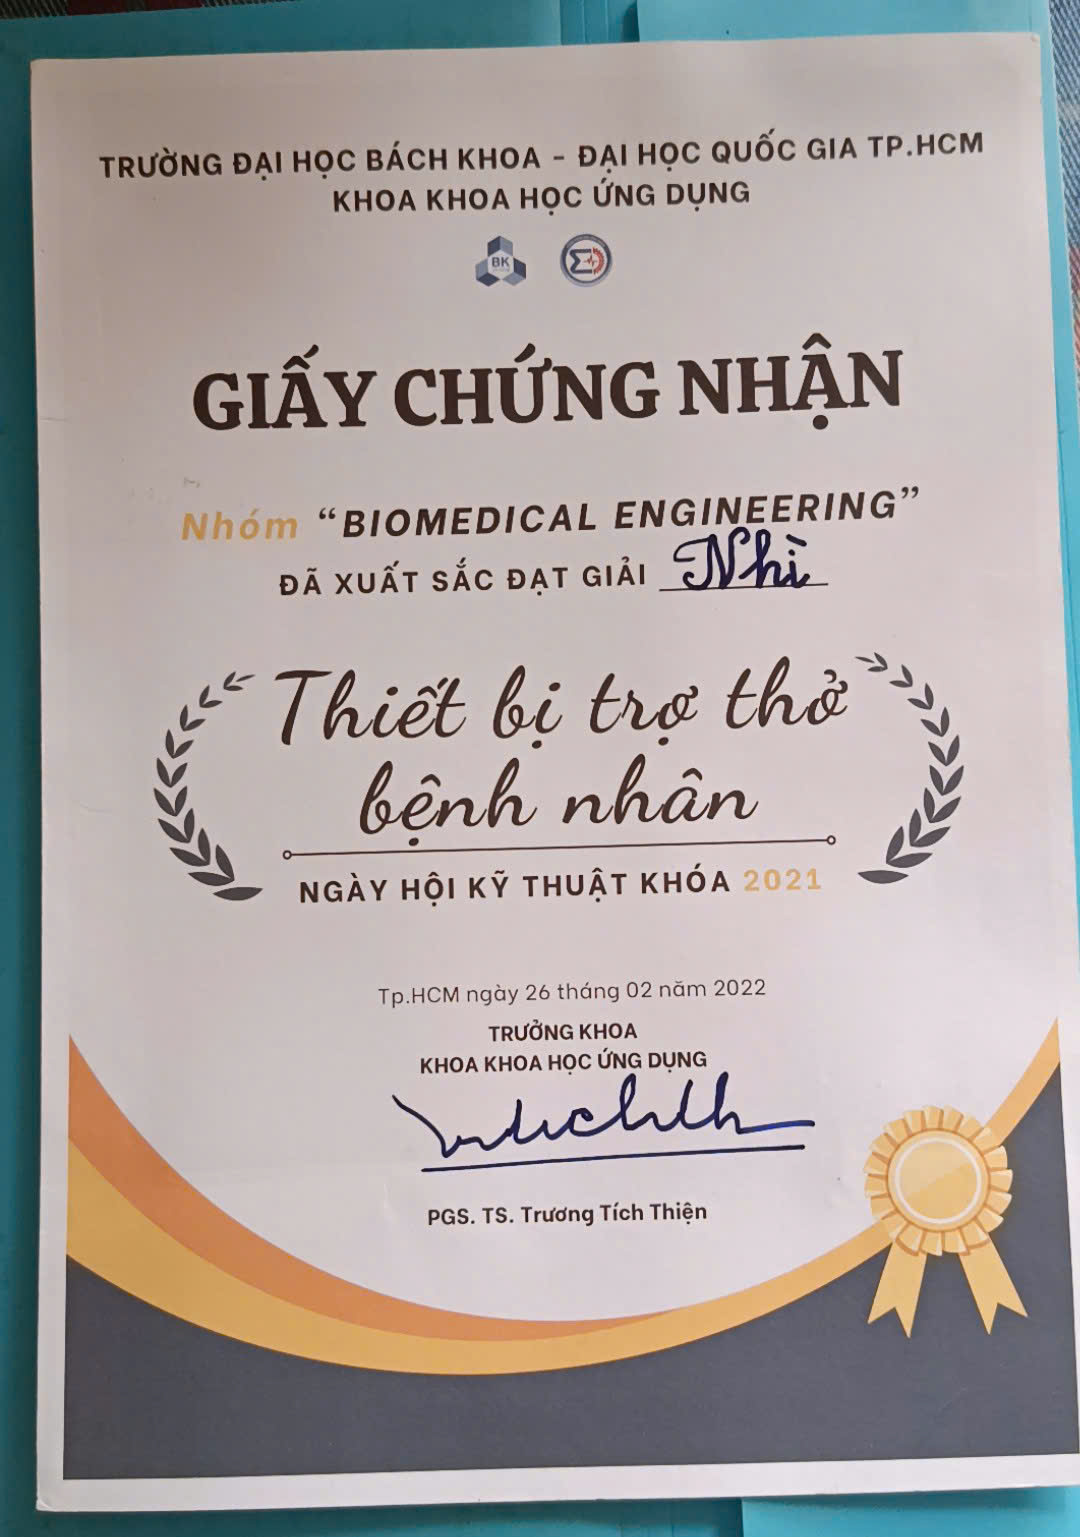 TRƯỜNG ĐẠI HỌC BÁCH KHOA - ĐẠI HỌC QUỐC GIA TP.HCM
KHOA KHOA HỌC ỨNG DỤNG
BK
GIẤY CHỨNG NHẬN
Nhóm “BIOMEDICAL ENGINEERING”
ĐÃ XUẤT SẮC ĐẠT GIẢI Nhì
Thiết bị trợ thở
bệnh nhân
NGÀY HỘI KỸ THUẬT KHÓA 2021
Tp.HCM ngày 26 tháng 02 năm 2022
TRƯỞNG KHOA
KHOA KHOA HỌC ỨNG DỤNG
PGS. TS. Trương Tích Thiện